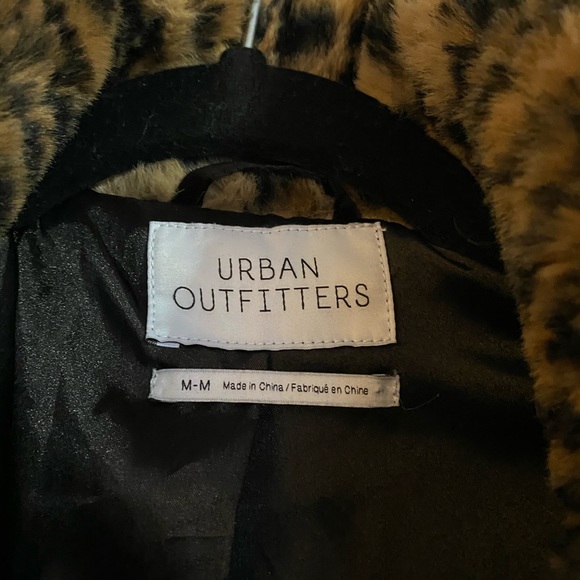 URBAN
OUTFITTERS
M-M Made in China / Fabriqué en Chine